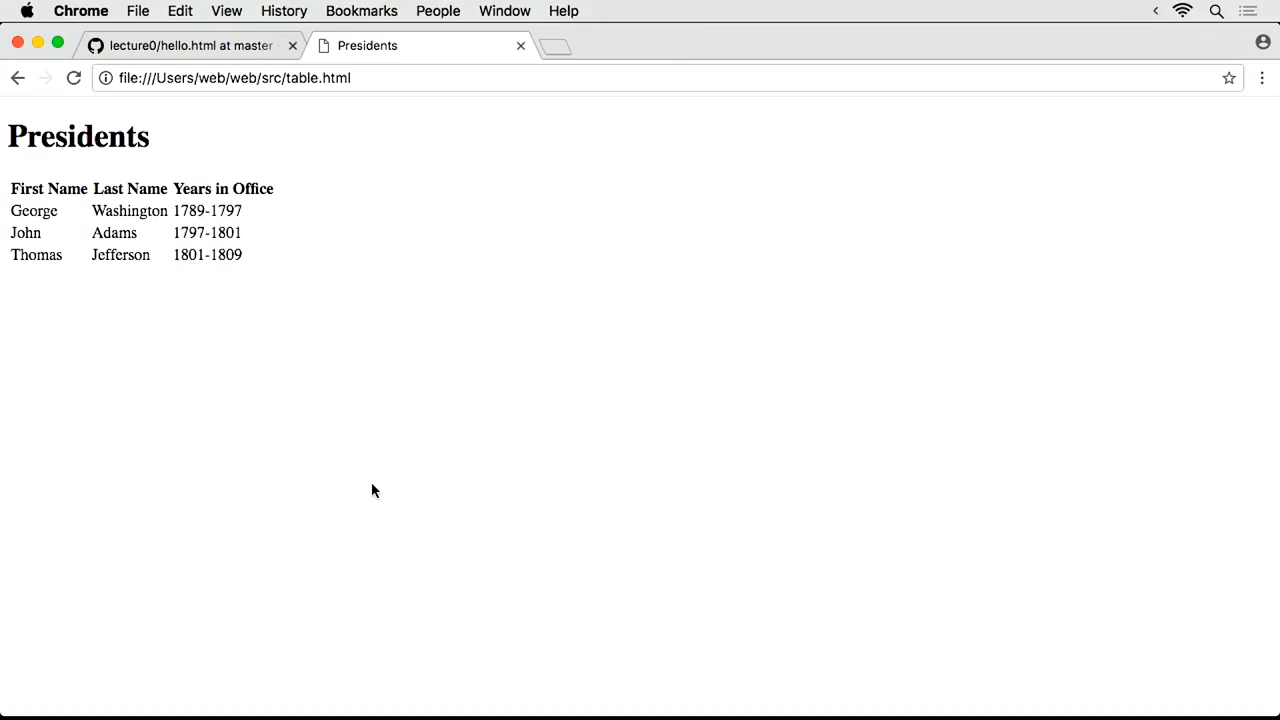 Chrome File Edit View History Bookmarks People Window Help
lecture0/hello.html at master Presidents
file:///Users/web/web/src/table.html
Presidents
First Name Last Name Years in Office
George Washington 1789-1797
John Adams 1797-1801
Thomas Jefferson 1801-1809